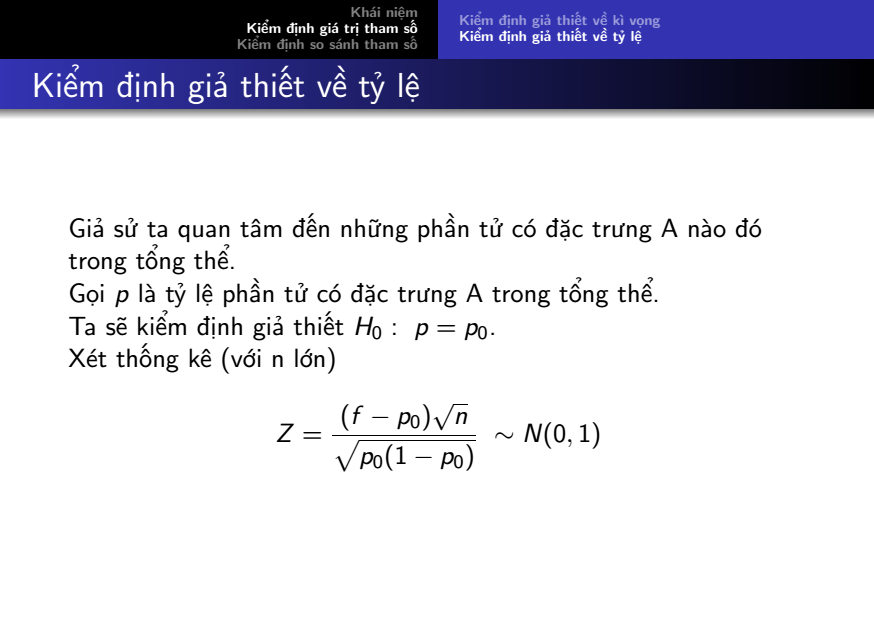 Khái niệm
Kiểm định giá trị tham số
Kiểm định so sánh tham số
Kiểm định giả thiết về kì vọng
Kiểm định giả thiết về tỷ lệ
Kiểm định giả thiết về tỷ lệ
Giả sử ta quan tâm đến những phần tử có đặc trưng A nào đó
trong tổng thể.
Gọi p là tỷ lệ phần tử có đặc trưng A trong tổng thể.
Ta sẽ kiểm định giả thiết H₀ : p = p₀.
Xét thống kê (với n lớn)
Z = (f − p₀)√n / √(p₀(1 − p₀)) ∼ N(0, 1)